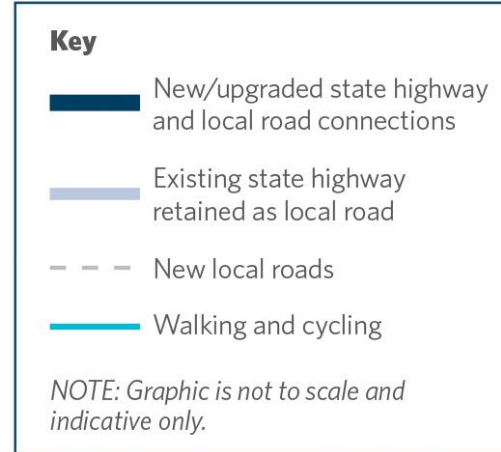 Key
New/upgraded state highway
and local road connections
Existing state highway
retained as local road
New local roads
Walking and cycling
NOTE: Graphic is not to scale and
indicative only.